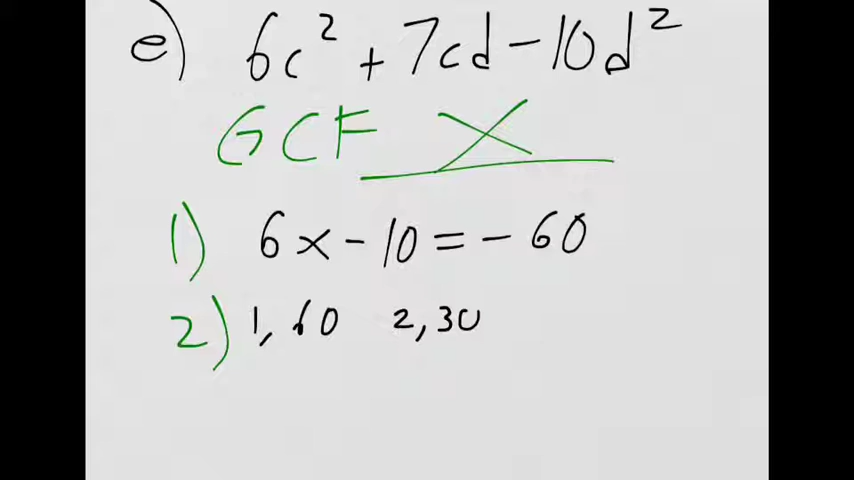 e) 6c² + 7cd - 10d²
GCF X
1) 6 x - 10 = - 60
2) 1, 60 2, 30